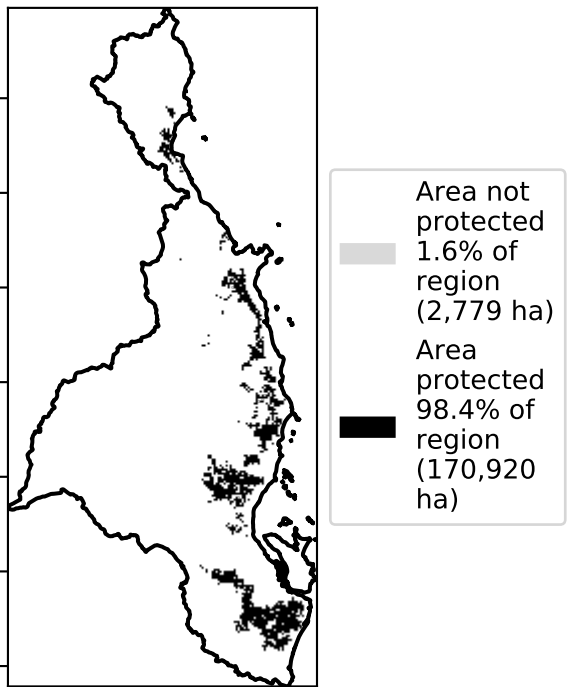 Area not
protected
1.6% of
region
(2,779 ha)
Area
protected
98.4% of
region
(170,920
ha)